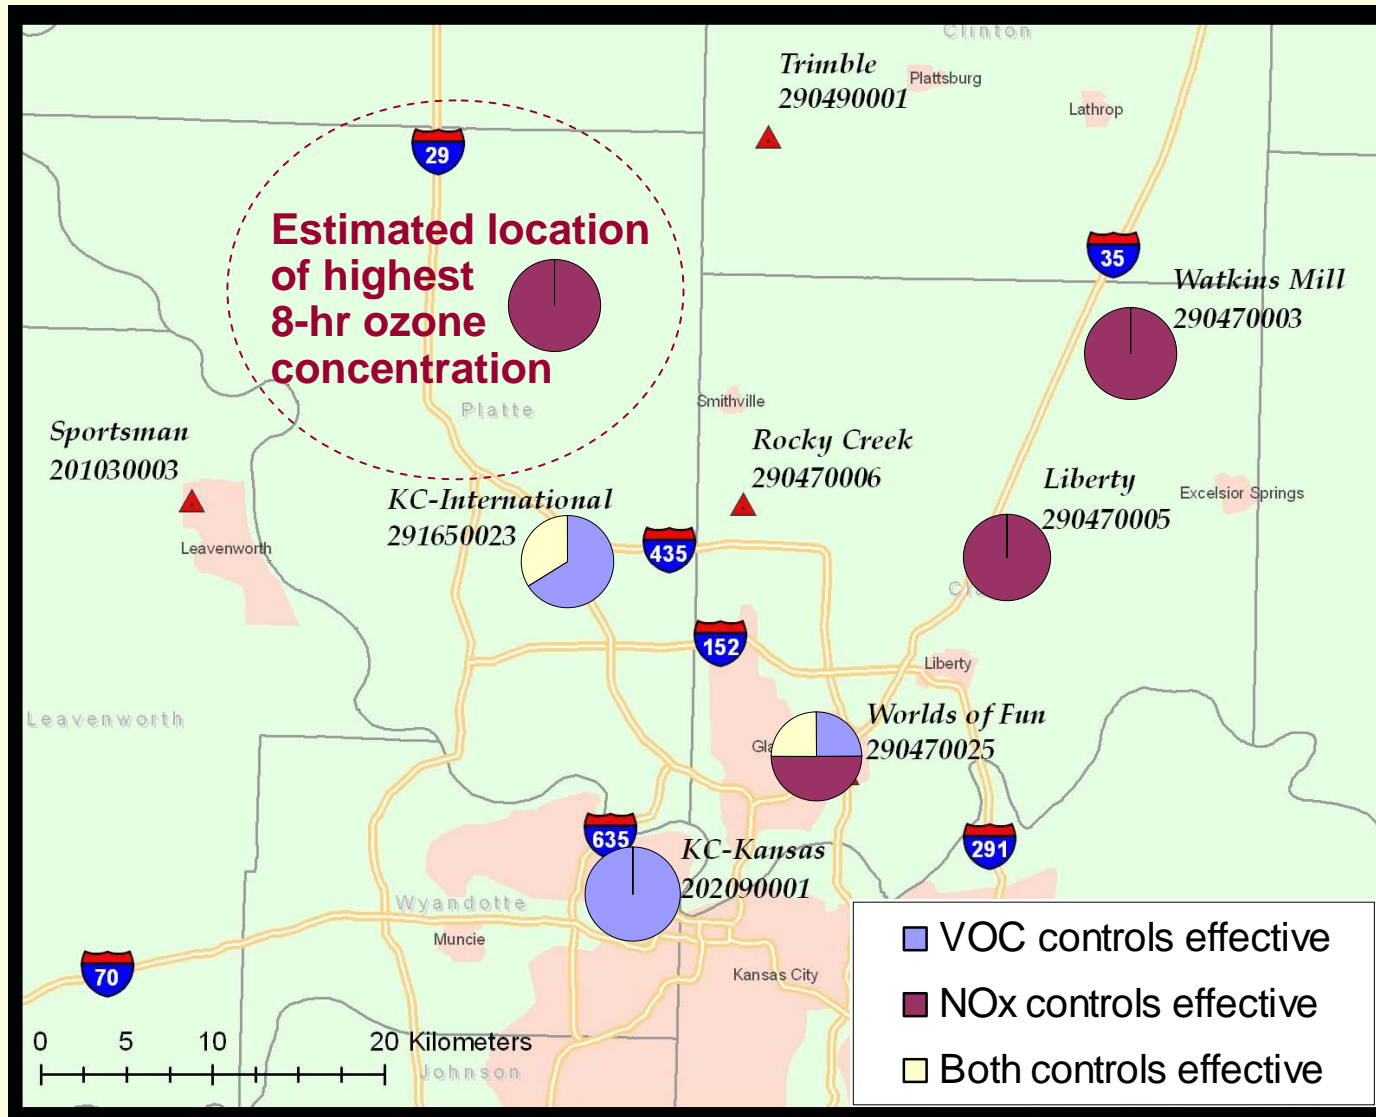 Clinton
Trimble
290490001
Plattsburg
Lathrop
29
Estimated location
of highest
8-hr ozone
concentration
35
Watkins Mill
290470003
Platte
Smithville
Sportsman
201030003
Rocky Creek
290470006
Liberty
290470005
Excelsior Springs
KC-International
291650023
Leavenworth
435
152
Liberty
Leavenworth
Worlds of Fun
290470025
635
KC-Kansas
202090001
291
Wyandotte
Muncie
Kansas City
70
0 5 10 20 Kilometers
Johnson
VOC controls effective
NOx controls effective
Both controls effective